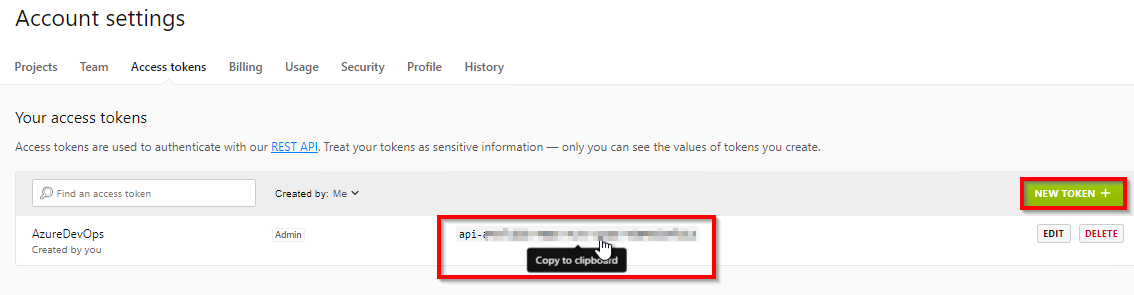 Account settings
Projects Team Access tokens Billing Usage Security Profile History
Your access tokens
Access tokens are used to authenticate with our REST API. Treat your tokens as sensitive information — only you can see the values of tokens you create.
Find an access token Created by: Me NEW TOKEN +
AzureDevOps Admin EDIT DELETE
Created by you
Copy to clipboard